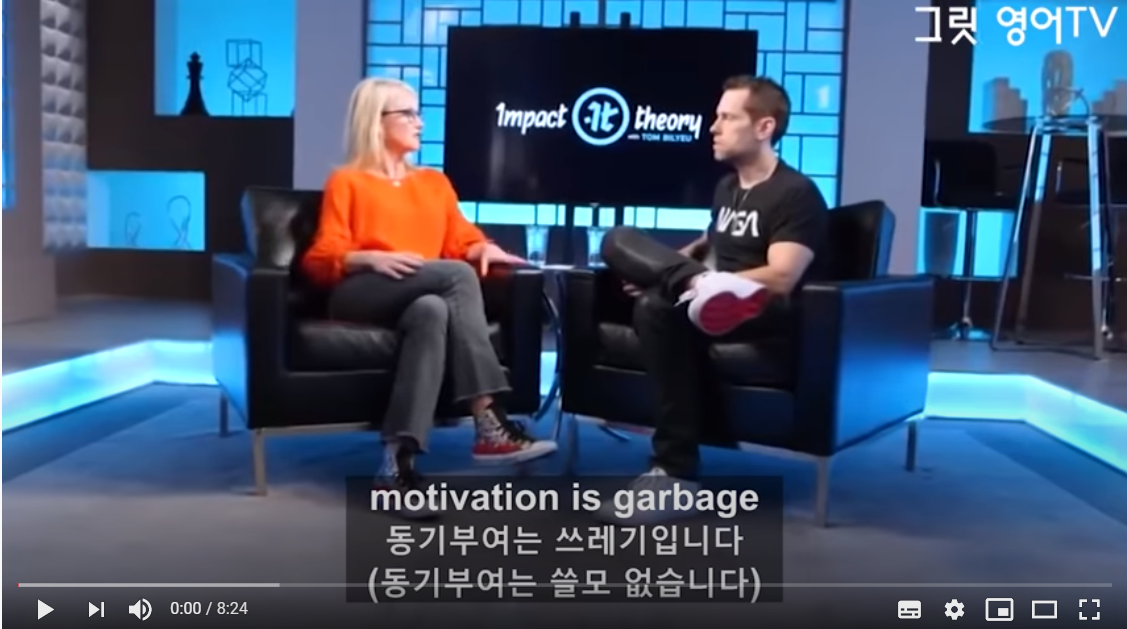 그릿 영어TV
1mpact it theory
with TOM BILYEU
NASA
motivation is garbage
동기부여는 쓰레기입니다
(동기부여는 쓸모 없습니다)
0:00 / 8:24